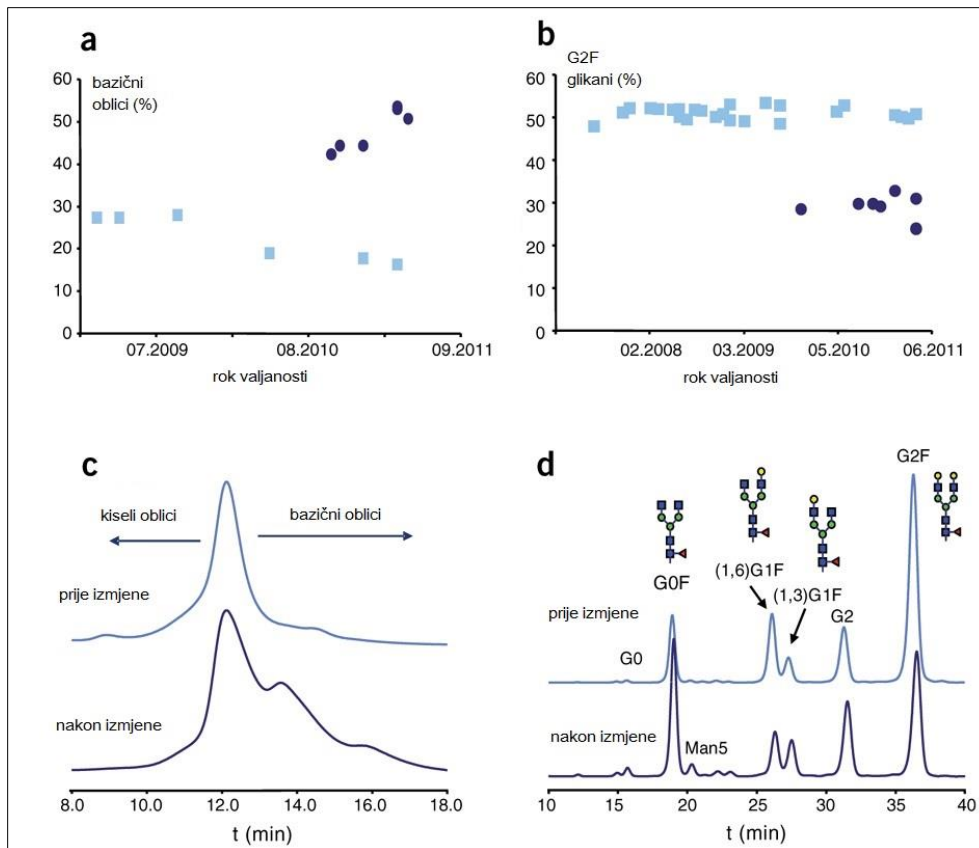 a
bazični
oblici (%)
60
50
40
30
20
10
0
07.2009
08.2010
09.2011
rok valjanosti
b
G2F
glikani (%)
60
50
40
30
20
10
0
02.2008
03.2009
05.2010
06.2011
rok valjanosti
c
kiseli oblici
bazični oblici
prije izmjene
nakon izmjene
8.0
10.0
12.0
14.0
16.0
18.0
t (min)
d
G2F
G0F
(1,6)G1F
(1,3)G1F
prije izmjene
G2
G0
nakon izmjene
Man5
10
15
20
25
30
35
40
t (min)